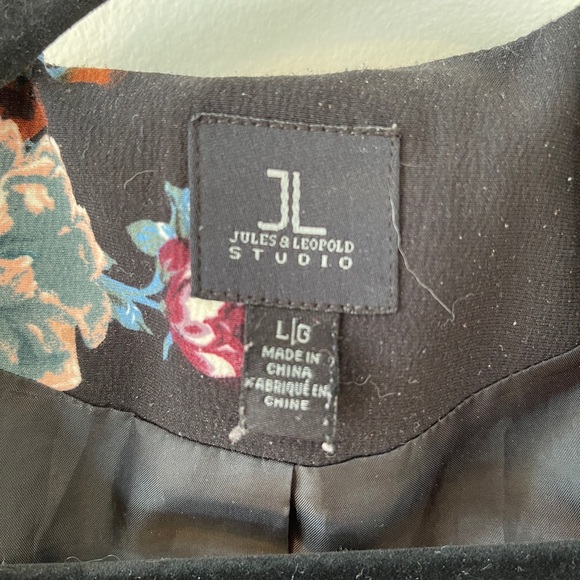 JL
JULES & LEOPOLD
STUDIO
L|G
MADE IN
CHINA
FABRIQUÉ EN
CHINE